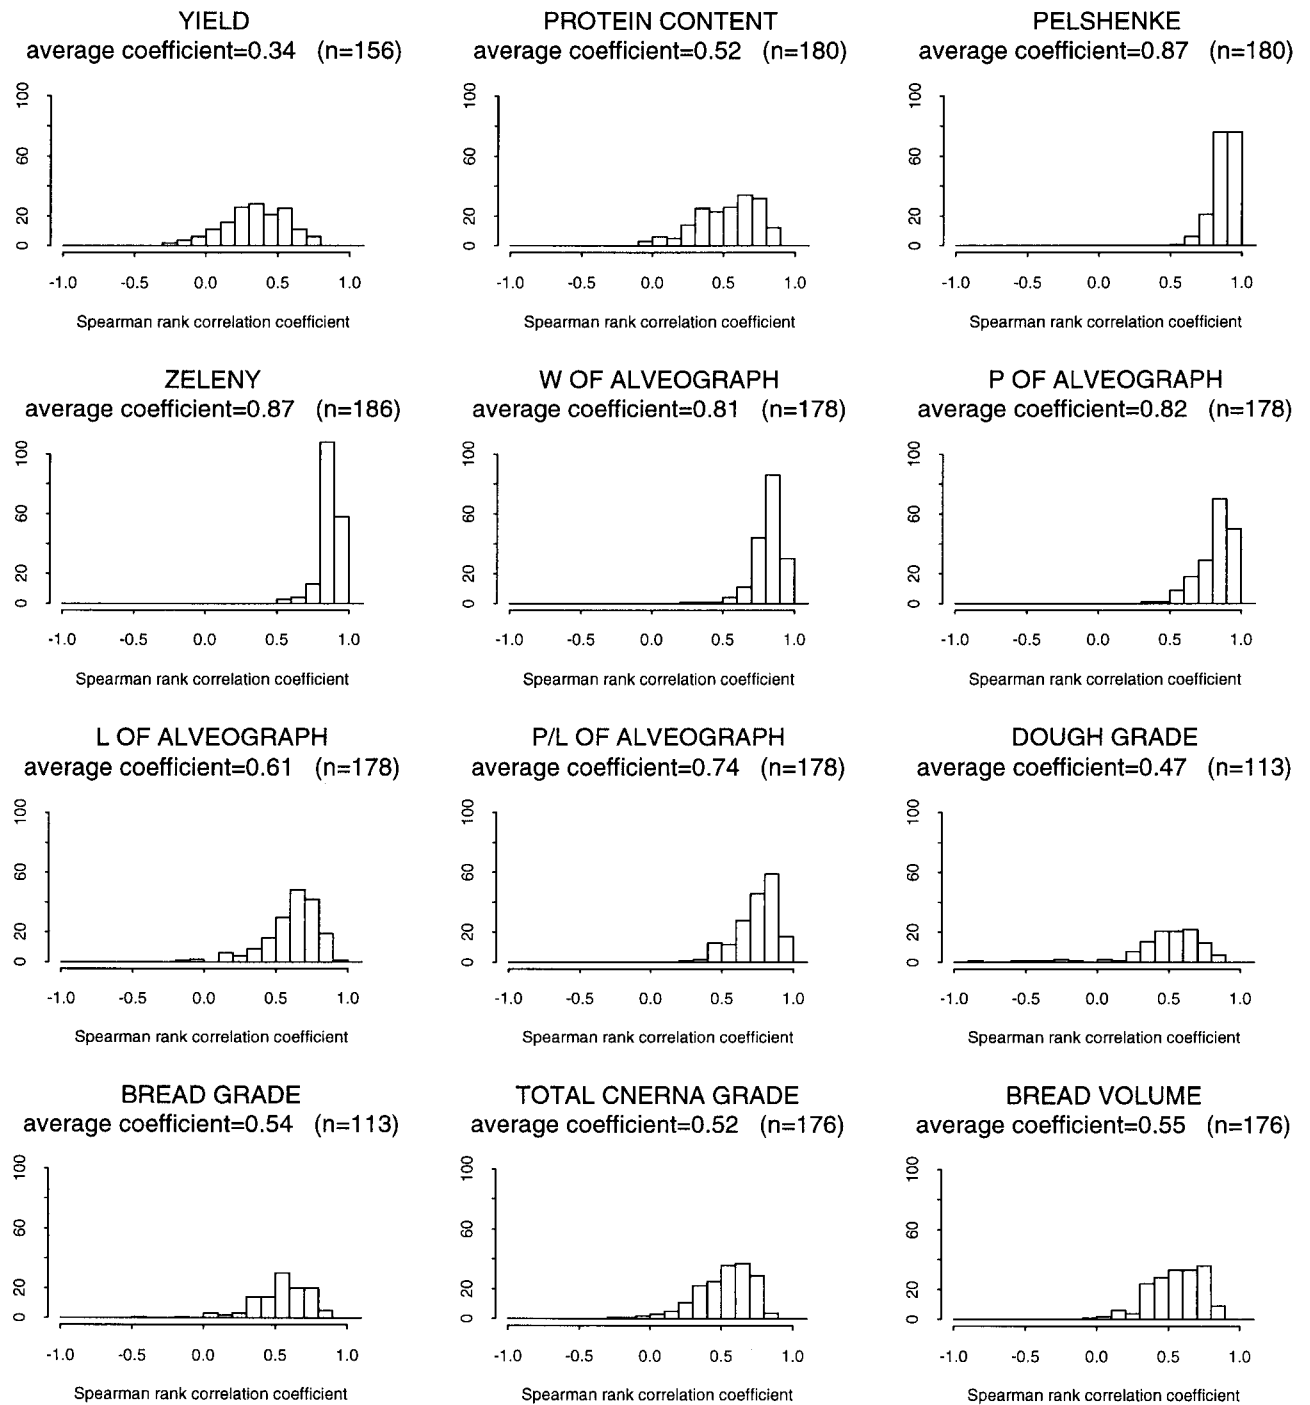 YIELD
average coefficient=0.34 (n=156)
100
60
20
0
-1.0 -0.5 0.0 0.5 1.0
Spearman rank correlation coefficient
PROTEIN CONTENT
average coefficient=0.52 (n=180)
100
60
20
0
-1.0 -0.5 0.0 0.5 1.0
Spearman rank correlation coefficient
PELSHENKE
average coefficient=0.87 (n=180)
100
60
20
0
-1.0 -0.5 0.0 0.5 1.0
Spearman rank correlation coefficient
ZELENY
average coefficient=0.87 (n=186)
100
60
20
0
-1.0 -0.5 0.0 0.5 1.0
Spearman rank correlation coefficient
W OF ALVEOGRAPH
average coefficient=0.81 (n=178)
100
60
20
0
-1.0 -0.5 0.0 0.5 1.0
Spearman rank correlation coefficient
P OF ALVEOGRAPH
average coefficient=0.82 (n=178)
100
60
20
0
-1.0 -0.5 0.0 0.5 1.0
Spearman rank correlation coefficient
L OF ALVEOGRAPH
average coefficient=0.61 (n=178)
100
60
20
0
-1.0 -0.5 0.0 0.5 1.0
Spearman rank correlation coefficient
P/L OF ALVEOGRAPH
average coefficient=0.74 (n=178)
100
60
20
0
-1.0 -0.5 0.0 0.5 1.0
Spearman rank correlation coefficient
DOUGH GRADE
average coefficient=0.47 (n=113)
100
60
20
0
-1.0 -0.5 0.0 0.5 1.0
Spearman rank correlation coefficient
BREAD GRADE
average coefficient=0.54 (n=113)
100
60
20
0
-1.0 -0.5 0.0 0.5 1.0
Spearman rank correlation coefficient
TOTAL CNERNA GRADE
average coefficient=0.52 (n=176)
100
60
20
0
-1.0 -0.5 0.0 0.5 1.0
Spearman rank correlation coefficient
BREAD VOLUME
average coefficient=0.55 (n=176)
100
60
20
0
-1.0 -0.5 0.0 0.5 1.0
Spearman rank correlation coefficient